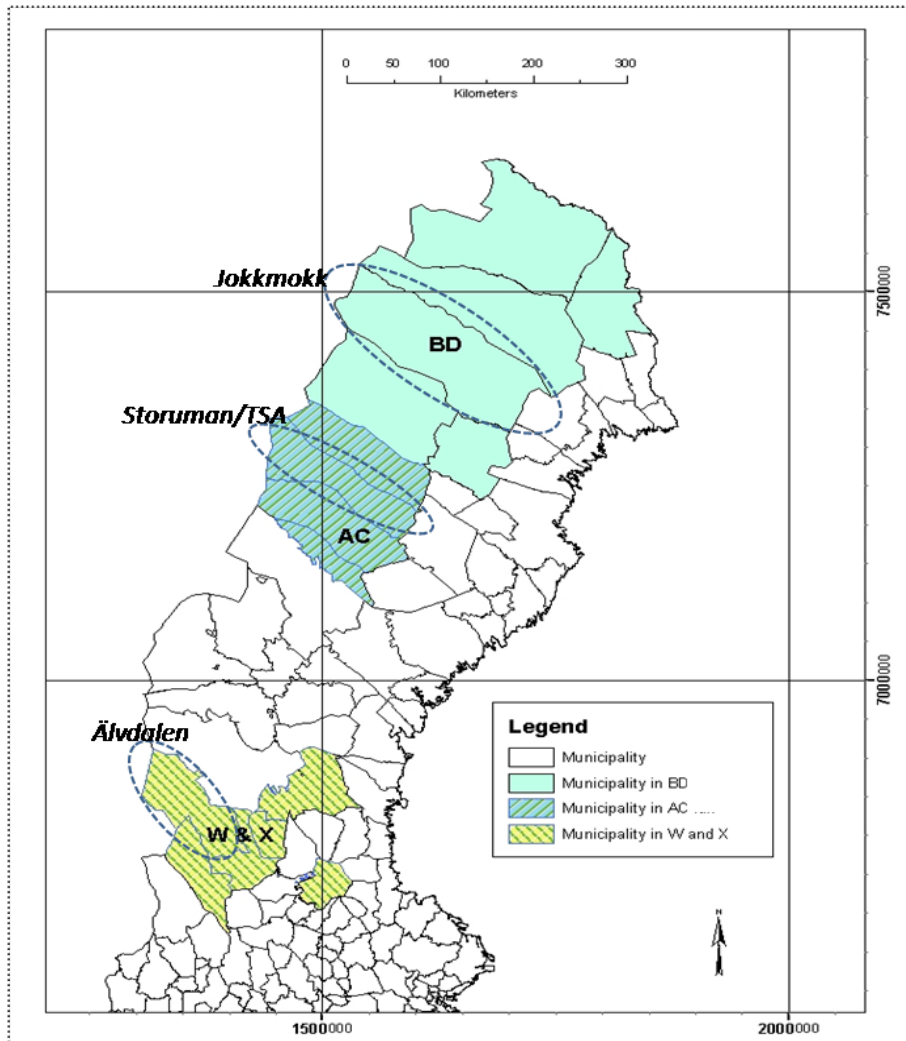 0 50 100 200 300
Kilometers
Jokkmokk
7500000
BD
Storuman/TSA
AC
7000000
Älvdalen
W & X
Legend
Municipality
Municipality in BD
Municipality in AC
Municipality in W and X
N
1500000 2000000